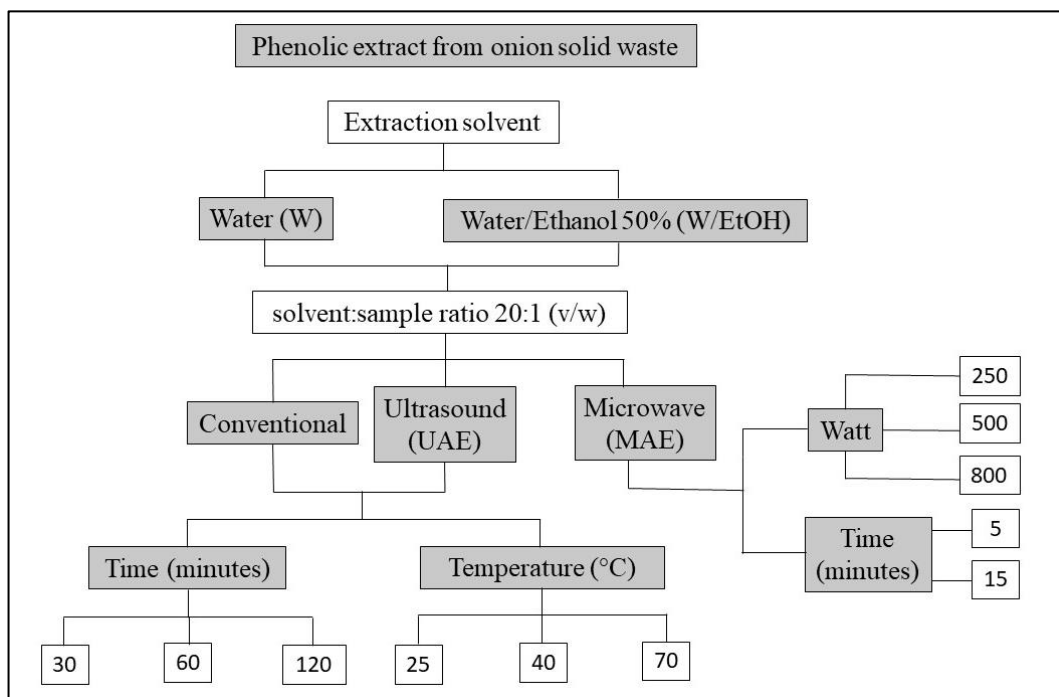 Phenolic extract from onion solid waste
Extraction solvent
Water (W)
Water/Ethanol 50% (W/EtOH)
solvent:sample ratio 20:1 (v/w)
Conventional
Ultrasound
(UAE)
Microwave
(MAE)
Watt
250
500
800
Time
(minutes)
5
15
Time (minutes)
Temperature (°C)
30
60
120
25
40
70